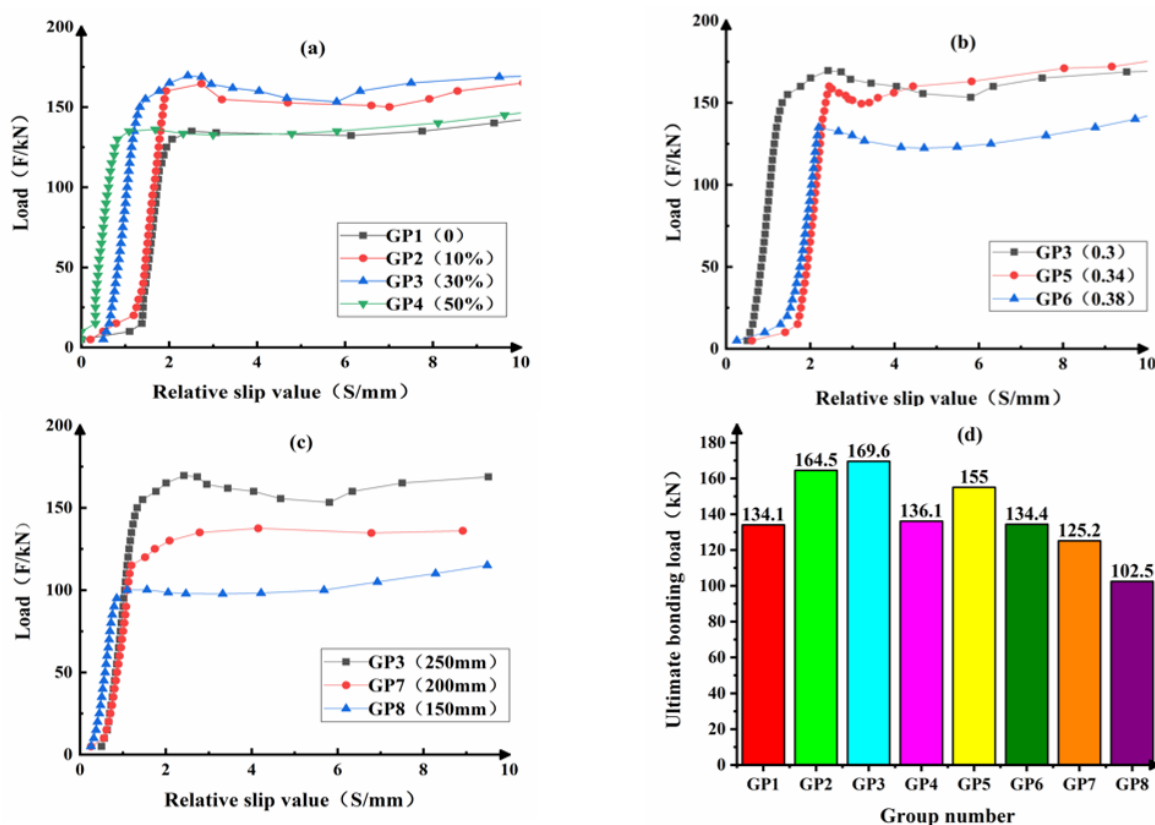 (a)
200
150
100
50
0
Load（F/kN）
GP1（0）
GP2（10%）
GP3（30%）
GP4（50%）
0 2 4 6 8 10
Relative slip value（S/mm）
(b)
200
150
100
50
0
Load（F/kN）
GP3（0.3）
GP5（0.34）
GP6（0.38）
0 2 4 6 8 10
Relative slip value（S/mm）
(c)
200
150
100
50
0
Load（F/kN）
GP3（250mm）
GP7（200mm）
GP8（150mm）
0 2 4 6 8 10
Relative slip value（S/mm）
(d)
180
160
140
120
100
80
60
40
20
0
Ultimate bonding load（kN）
134.1 164.5 169.6 136.1 155 134.4 125.2 102.5
GP1 GP2 GP3 GP4 GP5 GP6 GP7 GP8
Group number